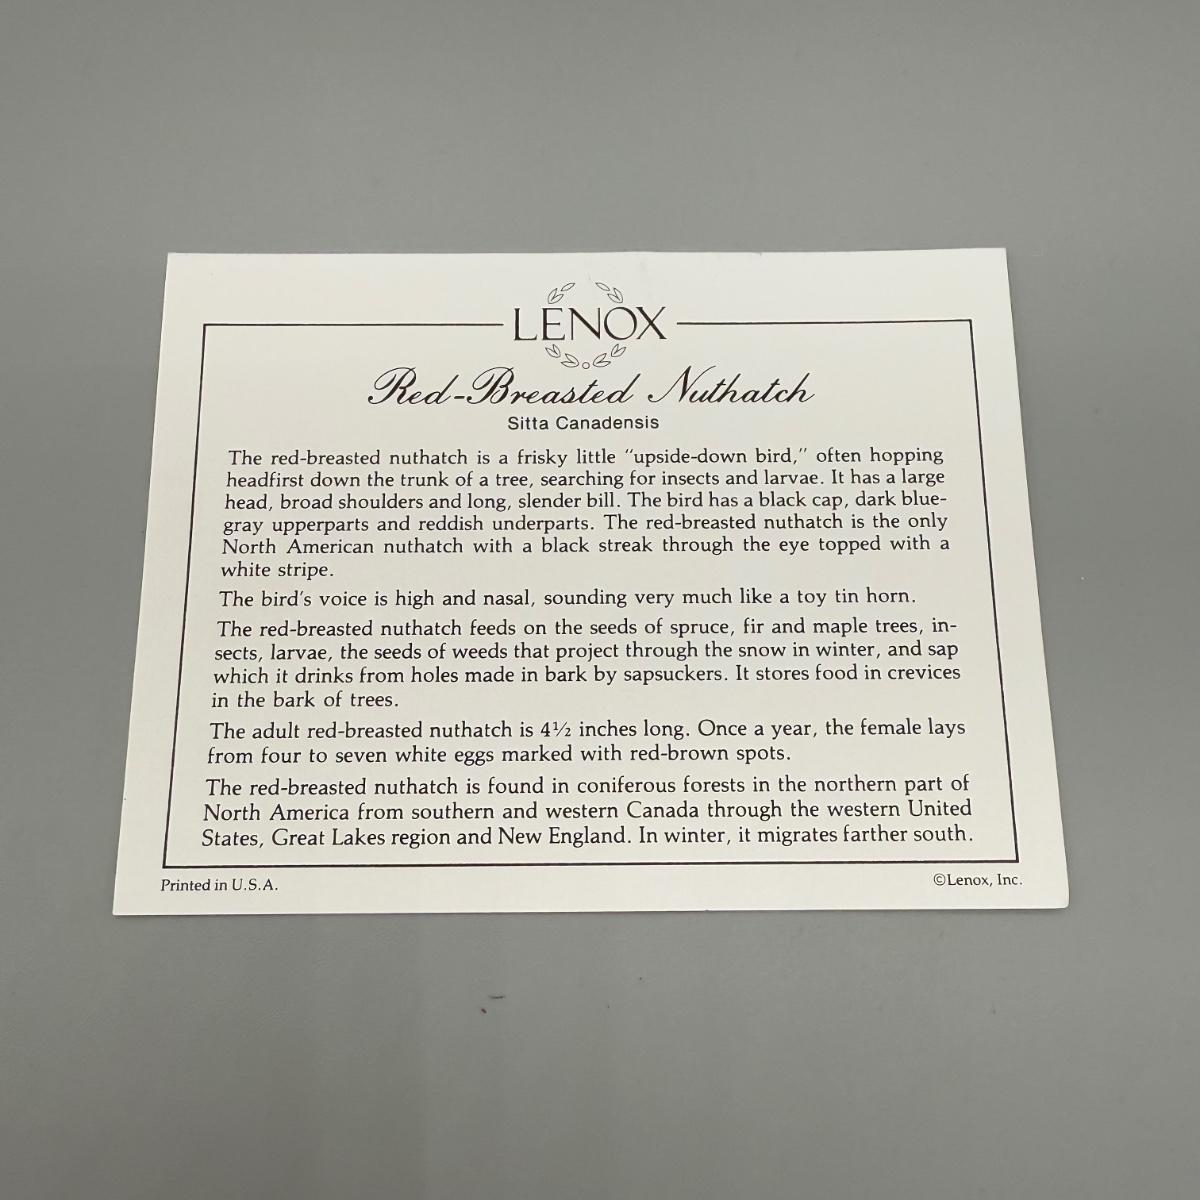 LENOX
Red-Breasted Nuthatch
Sitta Canadensis
The red-breasted nuthatch is a frisky little "upside-down bird," often hopping
headfirst down the trunk of a tree, searching for insects and larvae. It has a large
head, broad shoulders and long, slender bill. The bird has a black cap, dark blue-
gray upperparts and reddish underparts. The red-breasted nuthatch is the only
North American nuthatch with a black streak through the eye topped with a
white stripe.
The bird's voice is high and nasal, sounding very much like a toy tin horn.
The red-breasted nuthatch feeds on the seeds of spruce, fir and maple trees, in-
sects, larvae, the seeds of weeds that project through the snow in winter, and sap
which it drinks from holes made in bark by sapsuckers. It stores food in crevices
in the bark of trees.
The adult red-breasted nuthatch is 4½ inches long. Once a year, the female lays
from four to seven white eggs marked with red-brown spots.
The red-breasted nuthatch is found in coniferous forests in the northern part of
North America from southern and western Canada through the western United
States, Great Lakes region and New England. In winter, it migrates farther south.
Printed in U.S.A.
©Lenox, Inc.